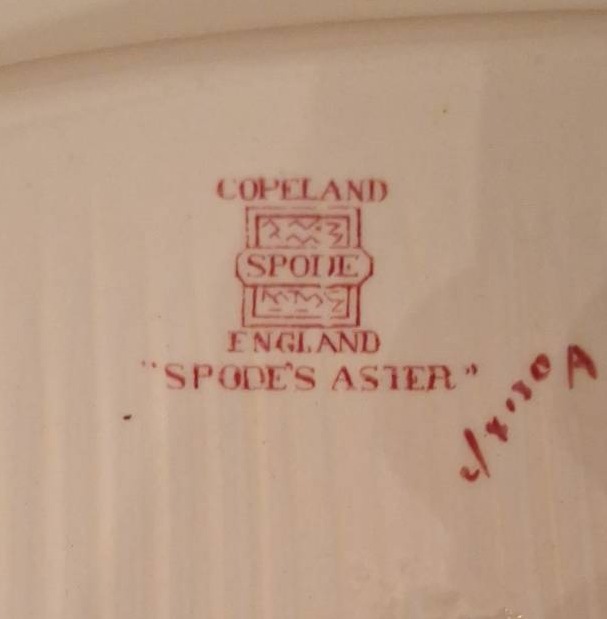 COPELAND
SPODE
ENGLAND
"SPODE'S ASTER"